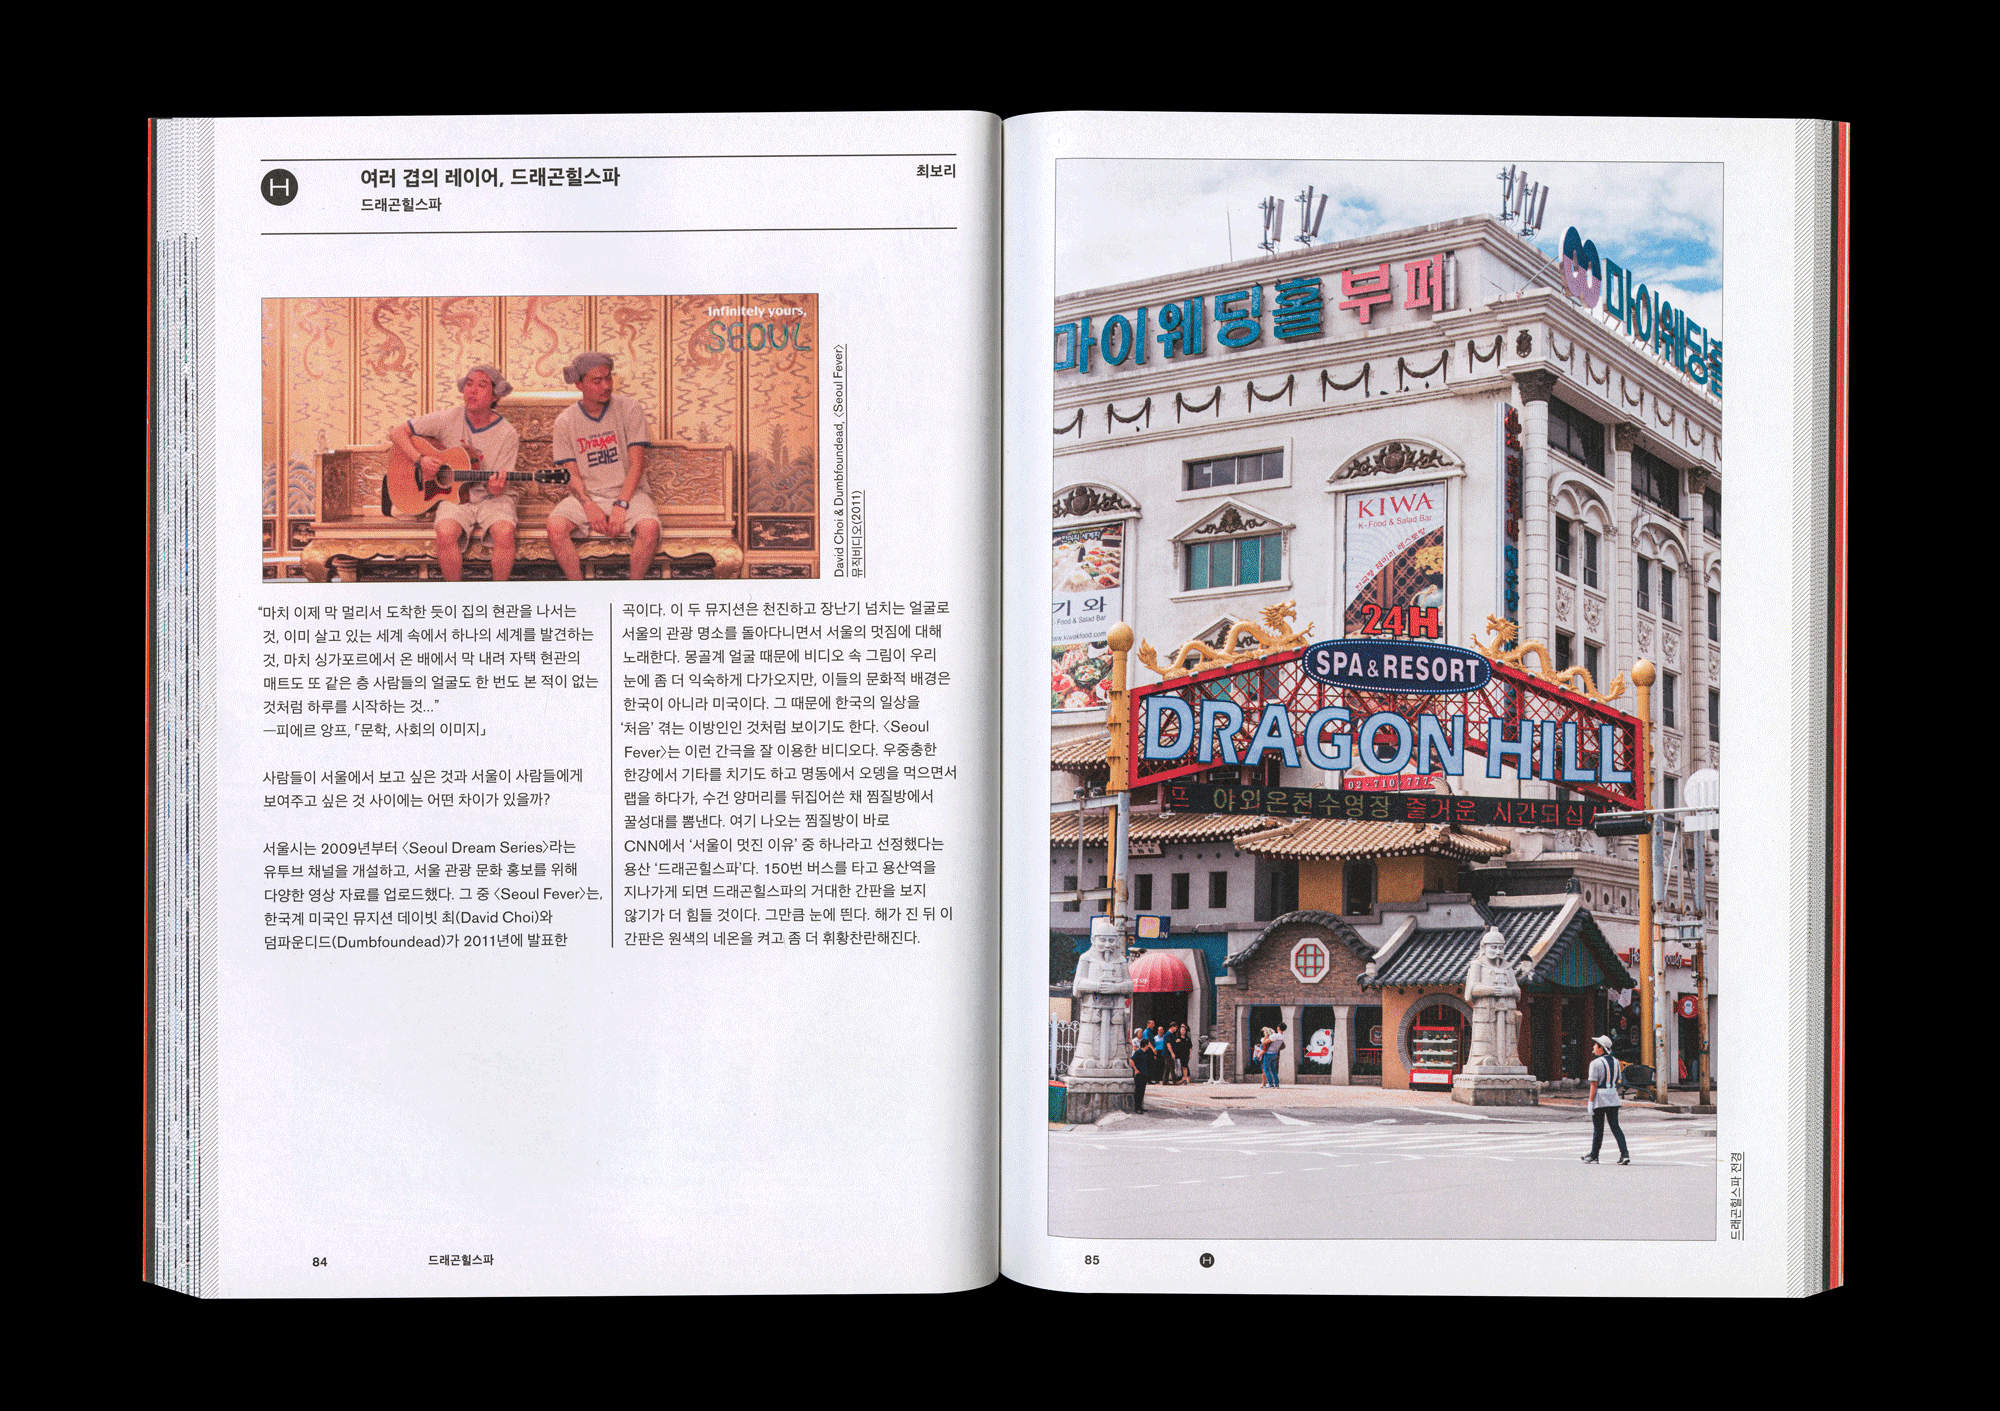 H
여러 겹의 레이어, 드래곤힐스파
드래곤힐스파
최보리
Infinitely yours,
SEOUL
Dragon
드래곤
David Choi & Dumbfoundead, 〈Seoul Fever〉
뮤직비디오(2011)
“마치 이제 막 멀리서 도착한 듯이 집의 현관을 나서는
것, 이미 살고 있는 세계 속에서 하나의 세계를 발견하는
것, 마치 싱가포르에서 온 배에서 막 내려 자택 현관의
매트도 또 같은 층 사람들의 얼굴도 한 번도 본 적이 없는
것처럼 하루를 시작하는 것…”
—피에르 앙프, 「문학, 사회의 이미지」
사람들이 서울에서 보고 싶은 것과 서울이 사람들에게
보여주고 싶은 것 사이에는 어떤 차이가 있을까?
서울시는 2009년부터 〈Seoul Dream Series〉라는
유투브 채널을 개설하고, 서울 관광 문화 홍보를 위해
다양한 영상 자료를 업로드했다. 그 중 〈Seoul Fever〉는,
한국계 미국인 뮤지션 데이빗 최(David Choi)와
덤파운디드(Dumbfoundead)가 2011년에 발표한
곡이다. 이 두 뮤지션은 천진하고 장난기 넘치는 얼굴로
서울의 관광 명소를 돌아다니면서 서울의 멋짐에 대해
노래한다. 몽골계 얼굴 때문에 비디오 속 그림이 우리
눈에 좀 더 익숙하게 다가오지만, 이들의 문화적 배경은
한국이 아니라 미국이다. 그 때문에 한국의 일상을
‘처음’ 겪는 이방인인 것처럼 보이기도 한다. 〈Seoul
Fever〉는 이런 간극을 잘 이용한 비디오다. 우중충한
한강에서 기타를 치기도 하고 명동에서 오뎅을 먹으면서
랩을 하다가, 수건 양머리를 뒤집어쓴 채 찜질방에서
꿀성대를 뽐낸다. 여기 나오는 찜질방이 바로
CNN에서 ‘서울이 멋진 이유’ 중 하나라고 선정했다는
용산 ‘드래곤힐스파’다. 150번 버스를 타고 용산역을
지나가게 되면 드래곤힐스파의 거대한 간판을 보지
않기가 더 힘들 것이다. 그만큼 눈에 띈다. 해가 진 뒤 이
간판은 원색의 네온을 켜고 좀 더 휘황찬란해진다.
84
드래곤힐스파
마이웨딩홀 부페
마이웨딩홀
KIWA
K-Food & Salad Bar
기 와
K-Food & Salad Bar
www.kiwakfood.com
24H
SPA & RESORT
DRAGON HILL
프 야외온천수영장 즐거운 시간되십시
IN
드래곤힐스파 전경
85
H